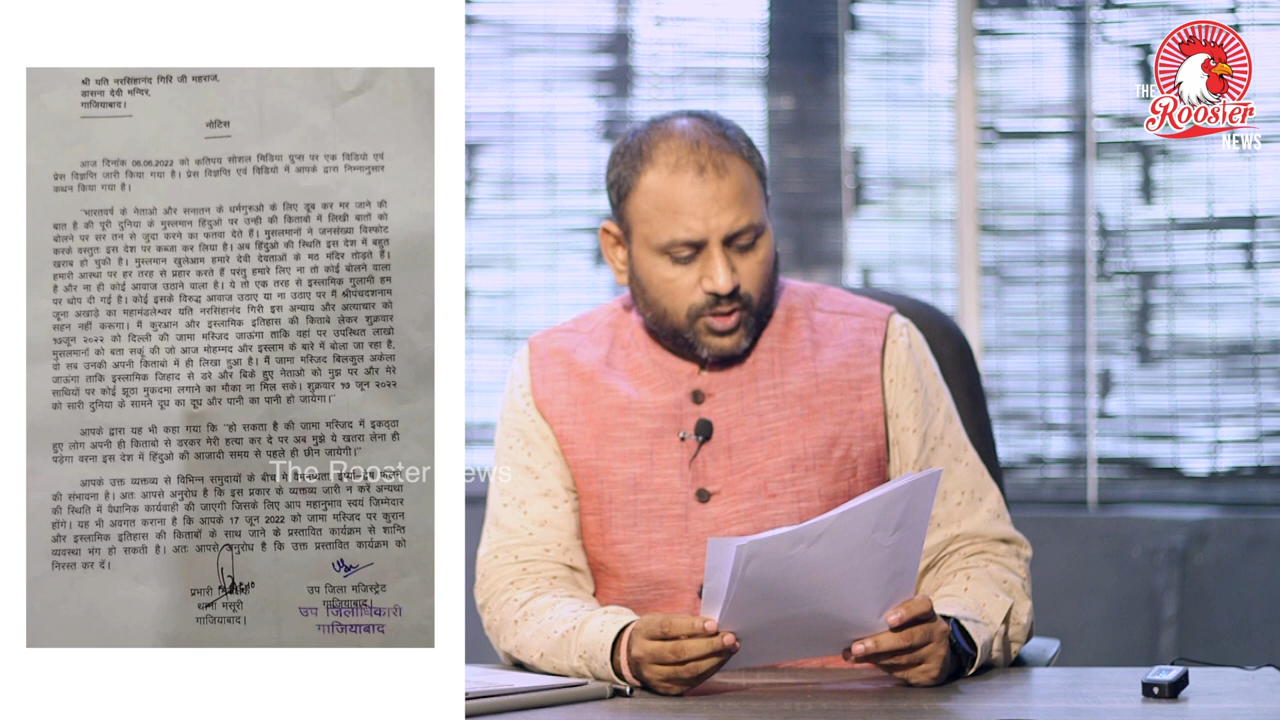 श्री यति नरसिंहानंद गिरि जी महराज,
डासना देवी मन्दिर,
गाजियाबाद।
नोटिस
आज दिनांक 06.06.2022 को कतिपय सोशल मिडिया ग्रुप्स पर एक विडियो एवं
प्रेस विज्ञप्ति जारी किया गया है। प्रेस विज्ञप्ति एवं विडियो में आपके द्वारा निम्नानुसार
कथन किया गया है।
"भारतवर्ष के नेताओ और सनातन के धर्मगुरुओ के लिए डूब कर मर जाने की
बात है की पूरी दुनिया के मुस्लमान हिंदुओ पर उन्ही की किताबों में लिखी बातों को
बोलने पर सर तन से जुदा करने का फतवा देते हैं। मुसलमानों ने जनसंख्या विस्फोट
करके वस्तुतः इस देश पर कब्जा कर लिया है। अब हिंदुओ की स्थिति इस देश में बहुत
खराब हो चुकी है। मुस्लमान खुलेआम हमारे देवी देवताओं के मठ मंदिर तोड़ते हैं।
हमारी आस्था पर हर तरह से प्रहार करते हैं परंतु हमारे लिए ना तो कोई बोलने वाला
है और ना ही कोई आवाज उठाने वाला है। ये तो एक तरह से इस्लामिक गुलामी हम
पर थोप दी गई है। कोई इसके विरुद्ध आवाज उठाए या ना उठाए पर मैं श्रीपंचदशनाम
जूना अखाड़े का महामंडलेश्वर यति नरसिंहानंद गिरी इस अन्याय और अत्याचार को
सहन नहीं करूगा। मैं कुरआन और इस्लामिक इतिहास की किताबे लेकर शुक्रवार
१७जून २०२२ को दिल्ली की जामा मस्जिद जाऊंगा ताकि वहां पर उपस्थित लाखो
मुसलमानों को बता सकूं की जो आज मोहम्मद और इस्लाम के बारे में बोला जा रहा है,
वो सब उनकी अपनी किताबों में ही लिखा हुआ है। मैं जामा मस्जिद बिलकुल अकेला
जाऊंगा ताकि इस्लामिक जिहाद से डरे और बिके हुए नेताओ को मुझ पर और मेरे
साथियों पर कोई झूठा मुकदमा लगाने का मौका ना मिल सके। शुक्रवार १७ जून २०२२
को सारी दुनिया के सामने दूध का दूध और पानी का पानी हो जायेगा।"
आपके द्वारा यह भी कहा गया कि "हो सकता है की जामा मस्जिद में इकठ्ठा
हुए लोग अपनी ही किताबो से डरकर मेरी हत्या कर दे पर अब मुझे ये खतरा लेना ही
पड़ेगा वरना इस देश में हिंदुओ की आजादी समय से पहले ही छीन जायेगी।"
आपके उक्त व्यक्तव्य से विभिन्न समुदायों के बीच में
की संभावना है। अतः आपसे अनुरोध है कि इस प्रकार के व्यक्तव्य जारी न करें अन्यथा
की स्थिति में वैधानिक कार्यवाही की जाएगी जिसके लिए आप महानुभाव स्वयं जिम्मेदार
होंगे। यह भी अवगत कराना है कि आपके 17 जून 2022 को जामा मस्जिद पर कुरान
और इस्लामिक इतिहास की किताबों के साथ जाने के प्रस्तावित कार्यक्रम से शान्ति
व्यवस्था भंग हो सकती है। अतः आपसे अनुरोध है कि उक्त प्रस्तावित कार्यक्रम को
निरस्त कर दें।
प्रभारी
थाना मसूरी
गाजियाबाद।
उप जिला मजिस्ट्रेट
गाजियाबाद।
उप जिलाधिकारी
गाजियाबाद
The Rooster News
THE
Rooster
NEWS